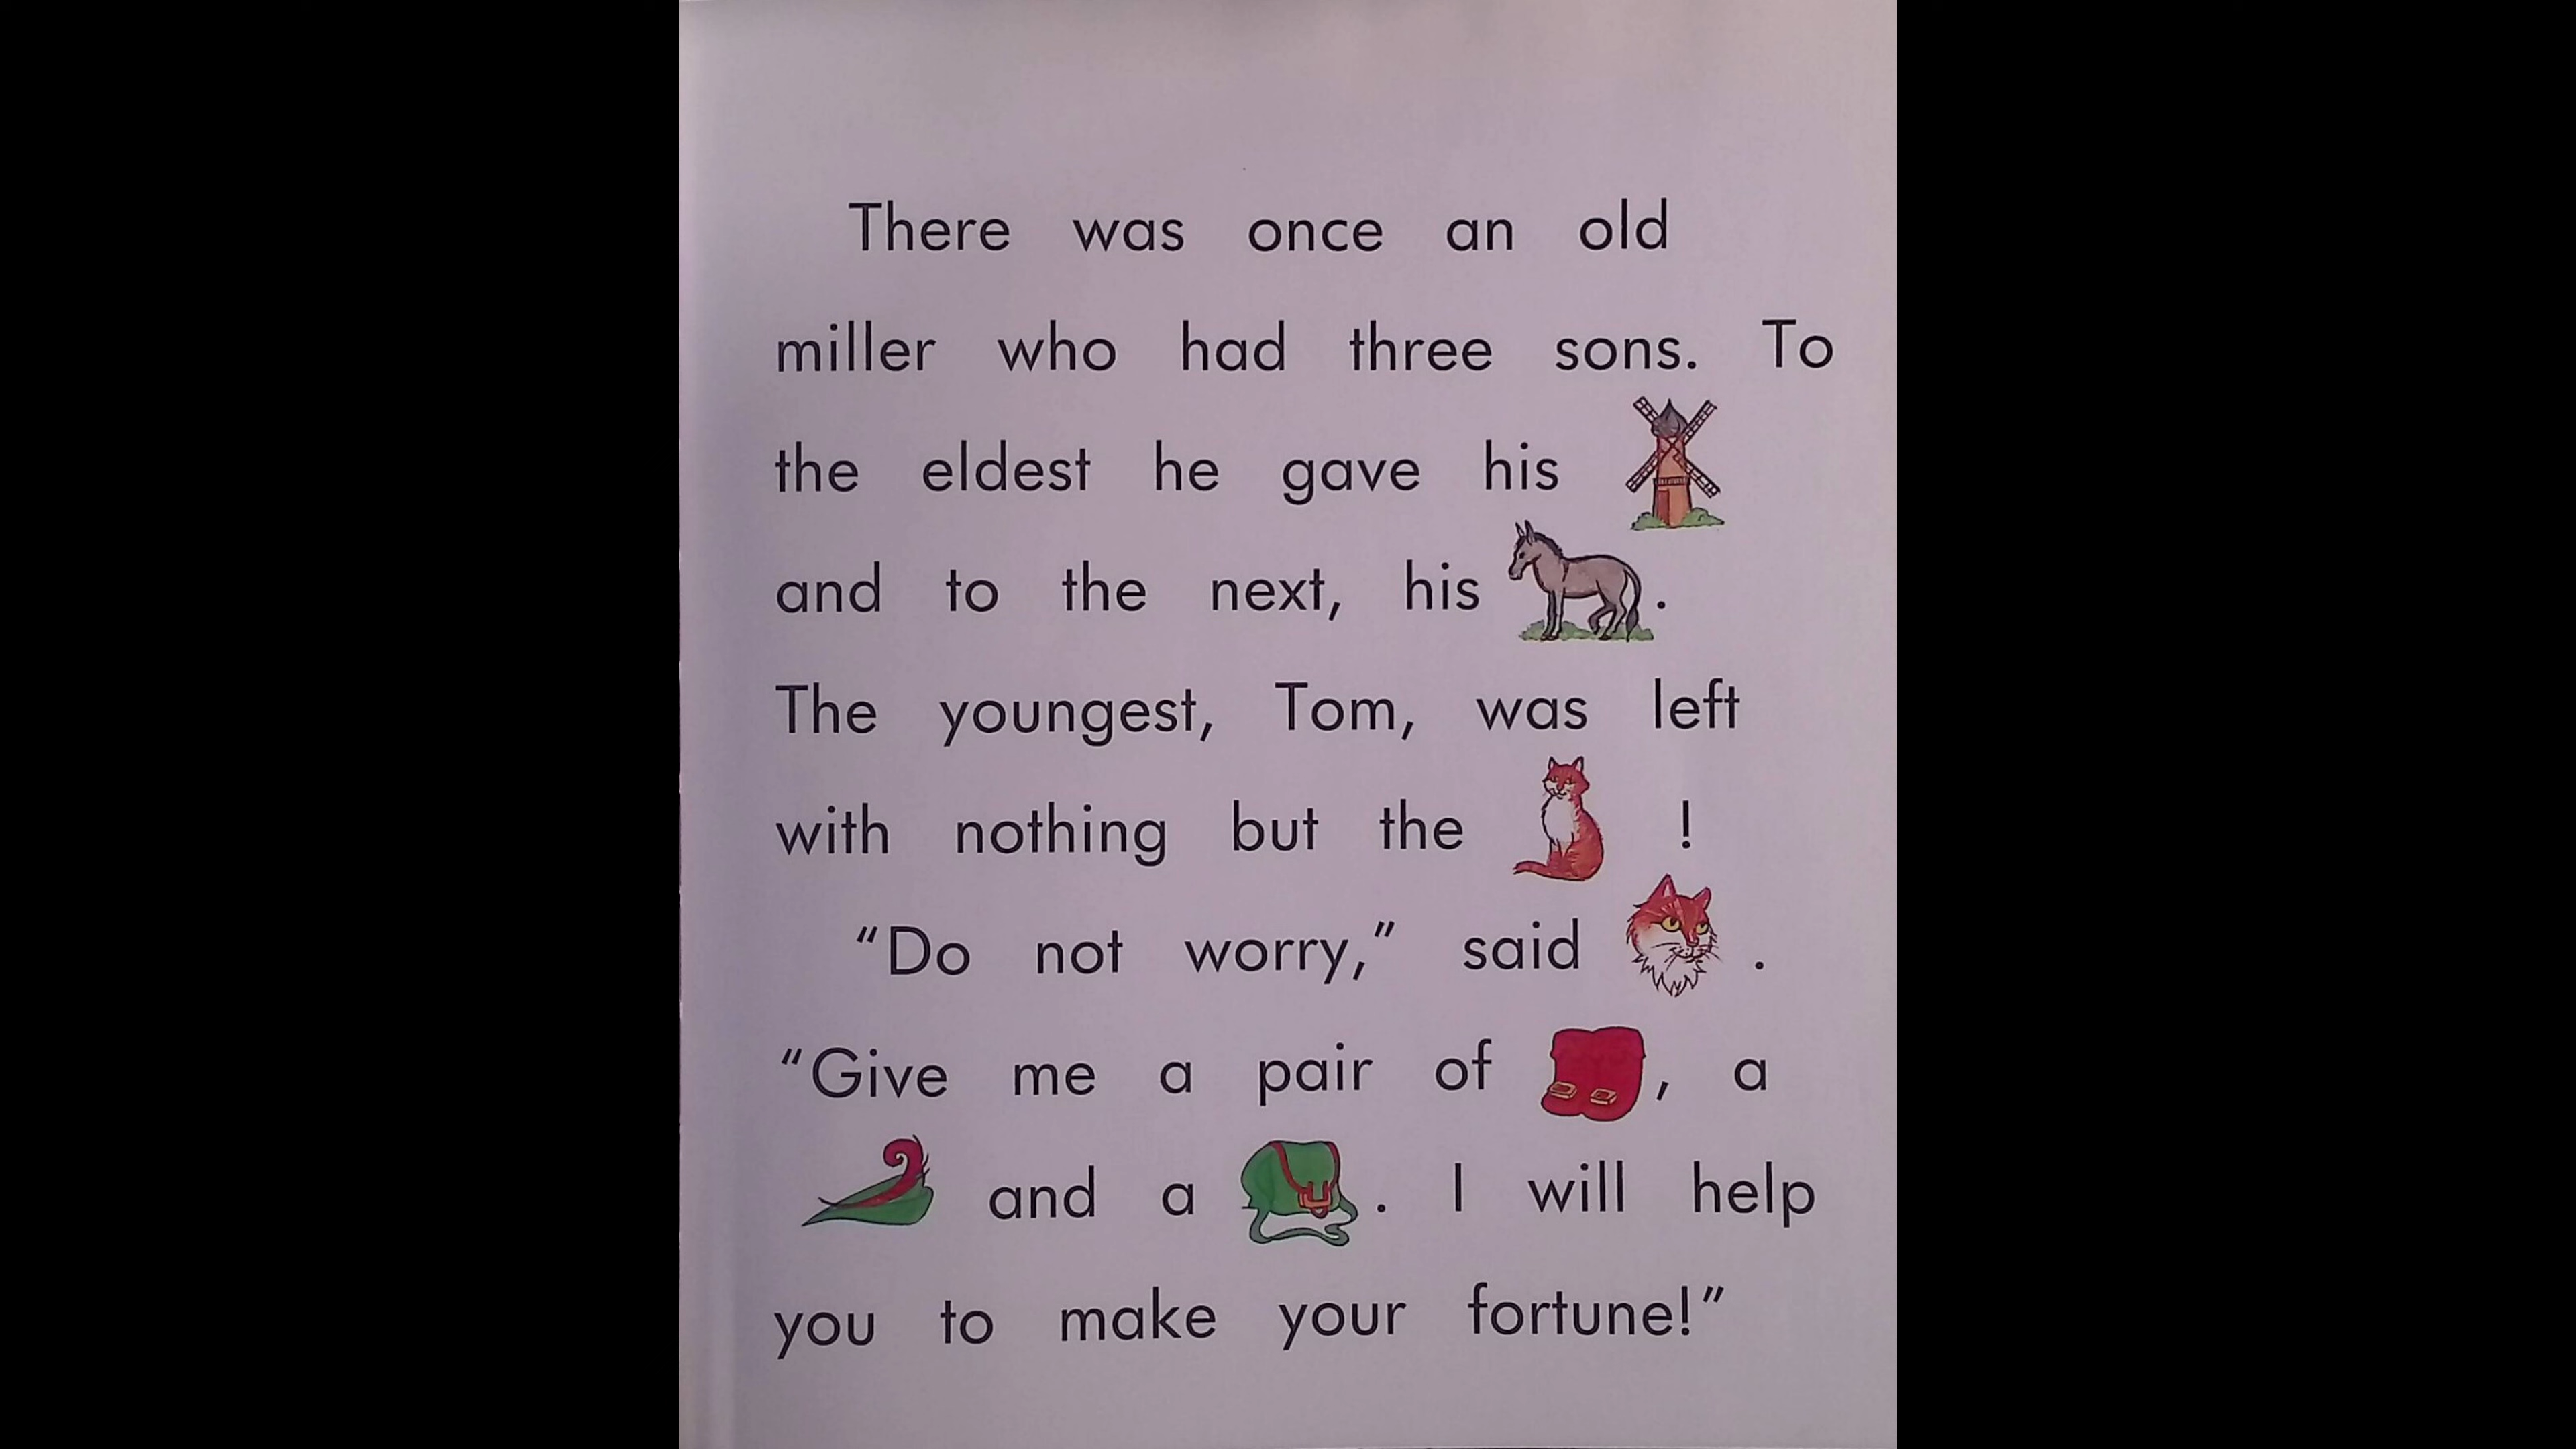 There was once an old
miller who had three sons. To
the eldest he gave his
and to the next, his .
The youngest, Tom, was left
with nothing but the !
“Do not worry,” said .
“Give me a pair of , a
and a . I will help
you to make your fortune!”